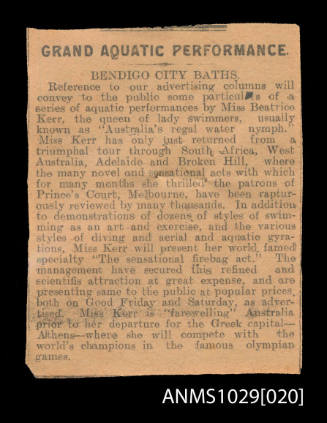 GRAND AQUATIC PERFORMANCE.
BENDIGO CITY BATHS.
Reference to our advertising columns will
convey to the public some particulars of a
series of aquatic performances by Miss Beatrice
Kerr, the queen of lady swimmers, usually
known as "Australia's regal water nymph."
Miss Kerr has only just returned from a
triumphal tour through South Africa, West
Australia, Adelaide and Broken Hill, where
the many novel and sensational acts with which
for many months she thrilled the patrons of
Prince's Court, Melbourne, have been raptur-
ously reviewed by many thousands. In addition
to demonstrations of dozens of styles of swim-
ming as an art and exercise, and the various
styles of diving and aerial and aquatic gyra-
tions, Miss Kerr will present her world famed
specialty "The sensational firebag act." The
management have secured this refined and
scientific attraction at great expense, and are
presenting same to the public at popular prices,
both on Good Friday and Saturday, as adver-
tised. Miss Kerr is "farewelling" Australia
prior to her departure for the Greek capital—
Athens—where she will compete with the
world's champions in the famous olympian
games.
ANMS1029[020]